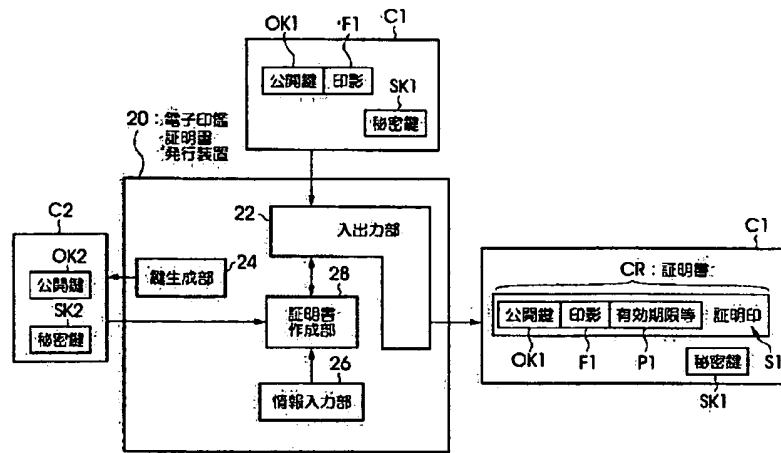 C1
OK1
F1
公開鍵
印影
SK1
秘密鍵
20：電子印鑑
証明書
発行装置
22
入出力部
C2
OK2
公開鍵
SK2
秘密鍵
鍵生成部
24
28
証明書
作成部
26
情報入力部
C1
CR：証明書
公開鍵
印影
有効期限等
証明印
OK1
F1
P1
S1
秘密鍵
SK1